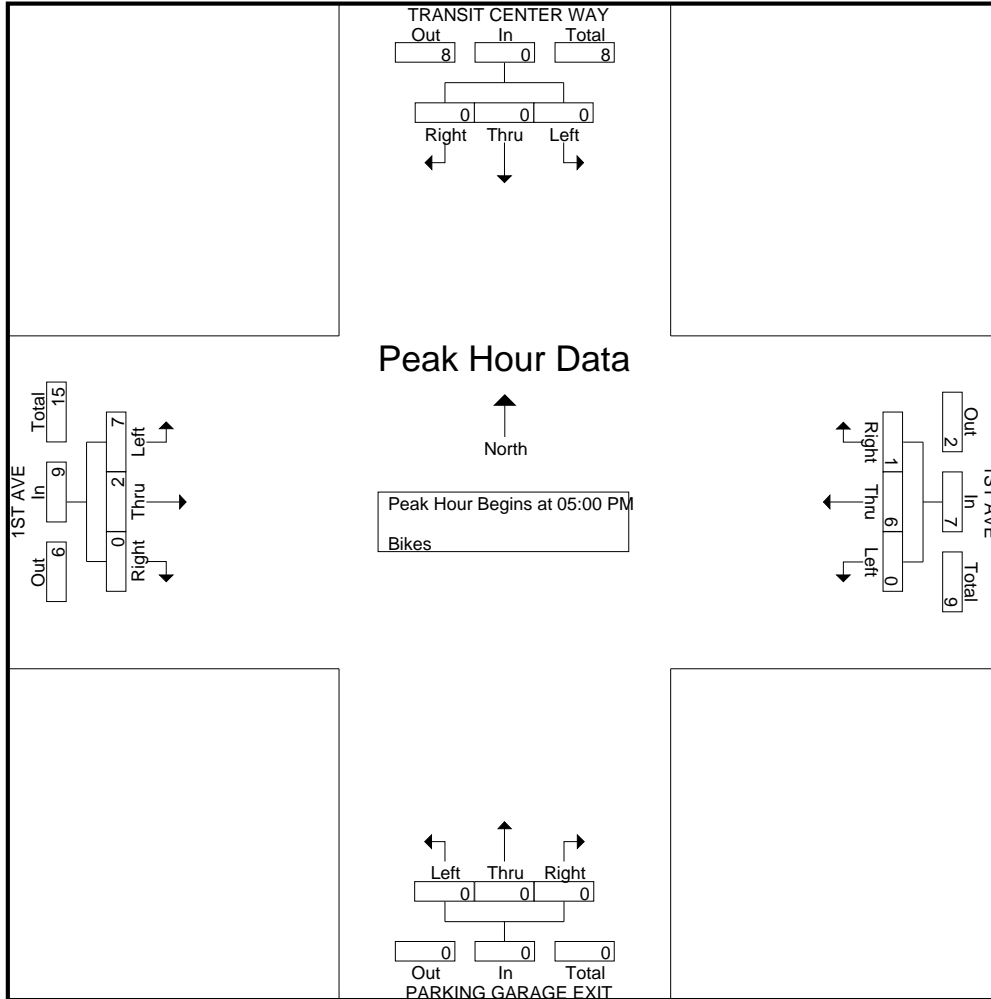 TRANSIT CENTER WAY
Out In Total
8 0 8
0 0 0
Right Thru Left
Peak Hour Data
North
Peak Hour Begins at 05:00 PM
Bikes
1ST AVE
Out In Total
6 9 15
7 2 0
Left Thru Right
1ST AVE
Out In Total
2 7 9
1 6 0
Right Thru Left
Left Thru Right
0 0 0
0 0 0
Out In Total
PARKING GARAGE EXIT